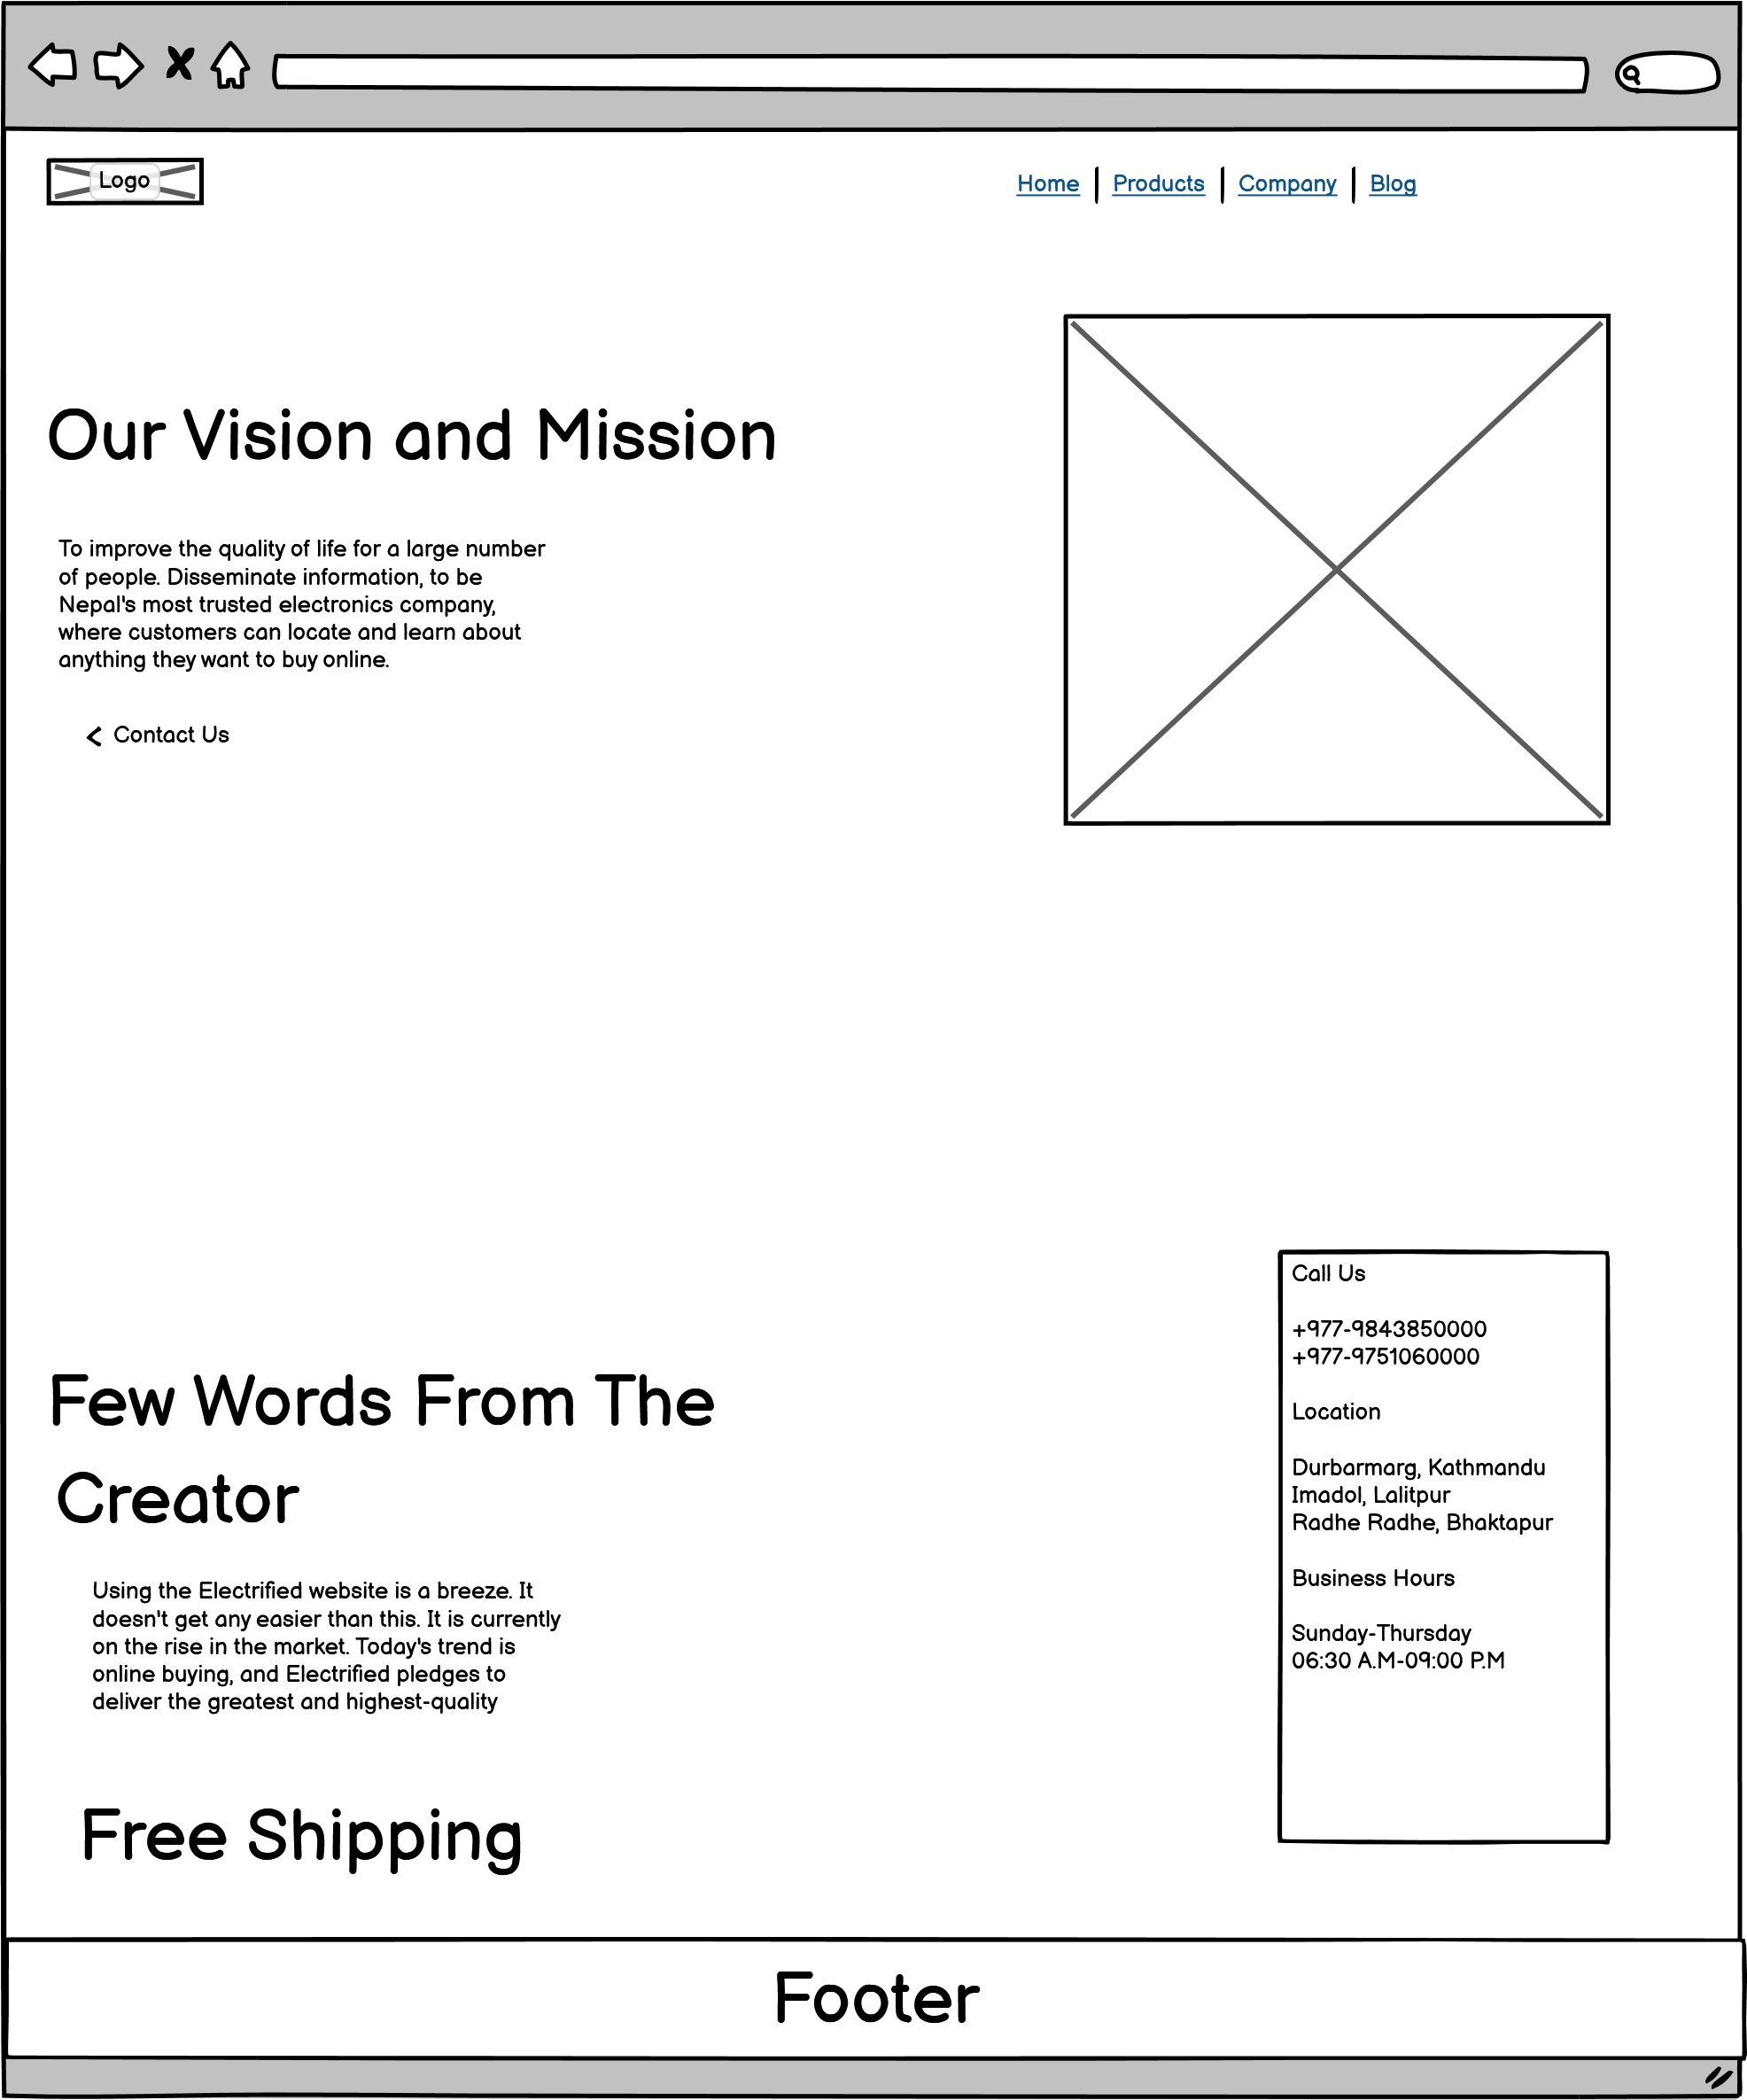 Logo
Home Products Company Blog
Our Vision and Mission
To improve the quality of life for a large number
of people. Disseminate information, to be
Nepal's most trusted electronics company,
where customers can locate and learn about
anything they want to buy online.
Contact Us
Few Words From The
Creator
Using the Electrified website is a breeze. It
doesn't get any easier than this. It is currently
on the rise in the market. Today's trend is
online buying, and Electrified pledges to
deliver the greatest and highest-quality
Free Shipping
Call Us
+977-9843850000
+977-9751060000
Location
Durbarmarg, Kathmandu
Imadol, Lalitpur
Radhe Radhe, Bhaktapur
Business Hours
Sunday-Thursday
06:30 A.M-09:00 P.M
Footer